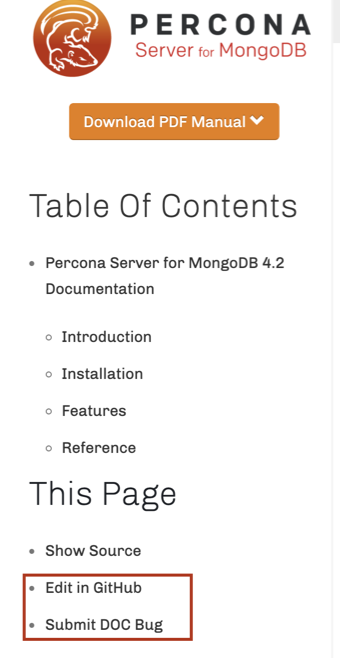 PERCONA
Server for MongoDB
Download PDF Manual
Table Of Contents
Percona Server for MongoDB 4.2
Documentation
Introduction
Installation
Features
Reference
This Page
Show Source
Edit in GitHub
Submit DOC Bug